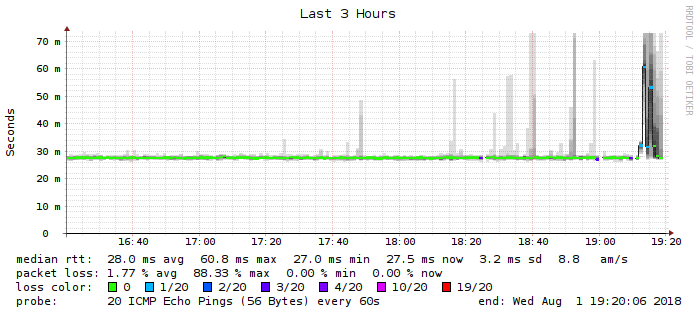 Last 3 Hours
RRDTOOL / TOBI OETIKER
Seconds
70 m
60 m
50 m
40 m
30 m
20 m
10 m
0
16:40 17:00 17:20 17:40 18:00 18:20 18:40 19:00 19:20
median rtt: 28.0 ms avg 60.8 ms max 27.0 ms min 27.5 ms now 3.2 ms sd 8.8 am/s
packet loss: 1.77 % avg 88.33 % max 0.00 % min 0.00 % now
loss color: 0 1/20 2/20 3/20 4/20 10/20 19/20
probe: 20 ICMP Echo Pings (56 Bytes) every 60s end: Wed Aug 1 19:20:06 2018